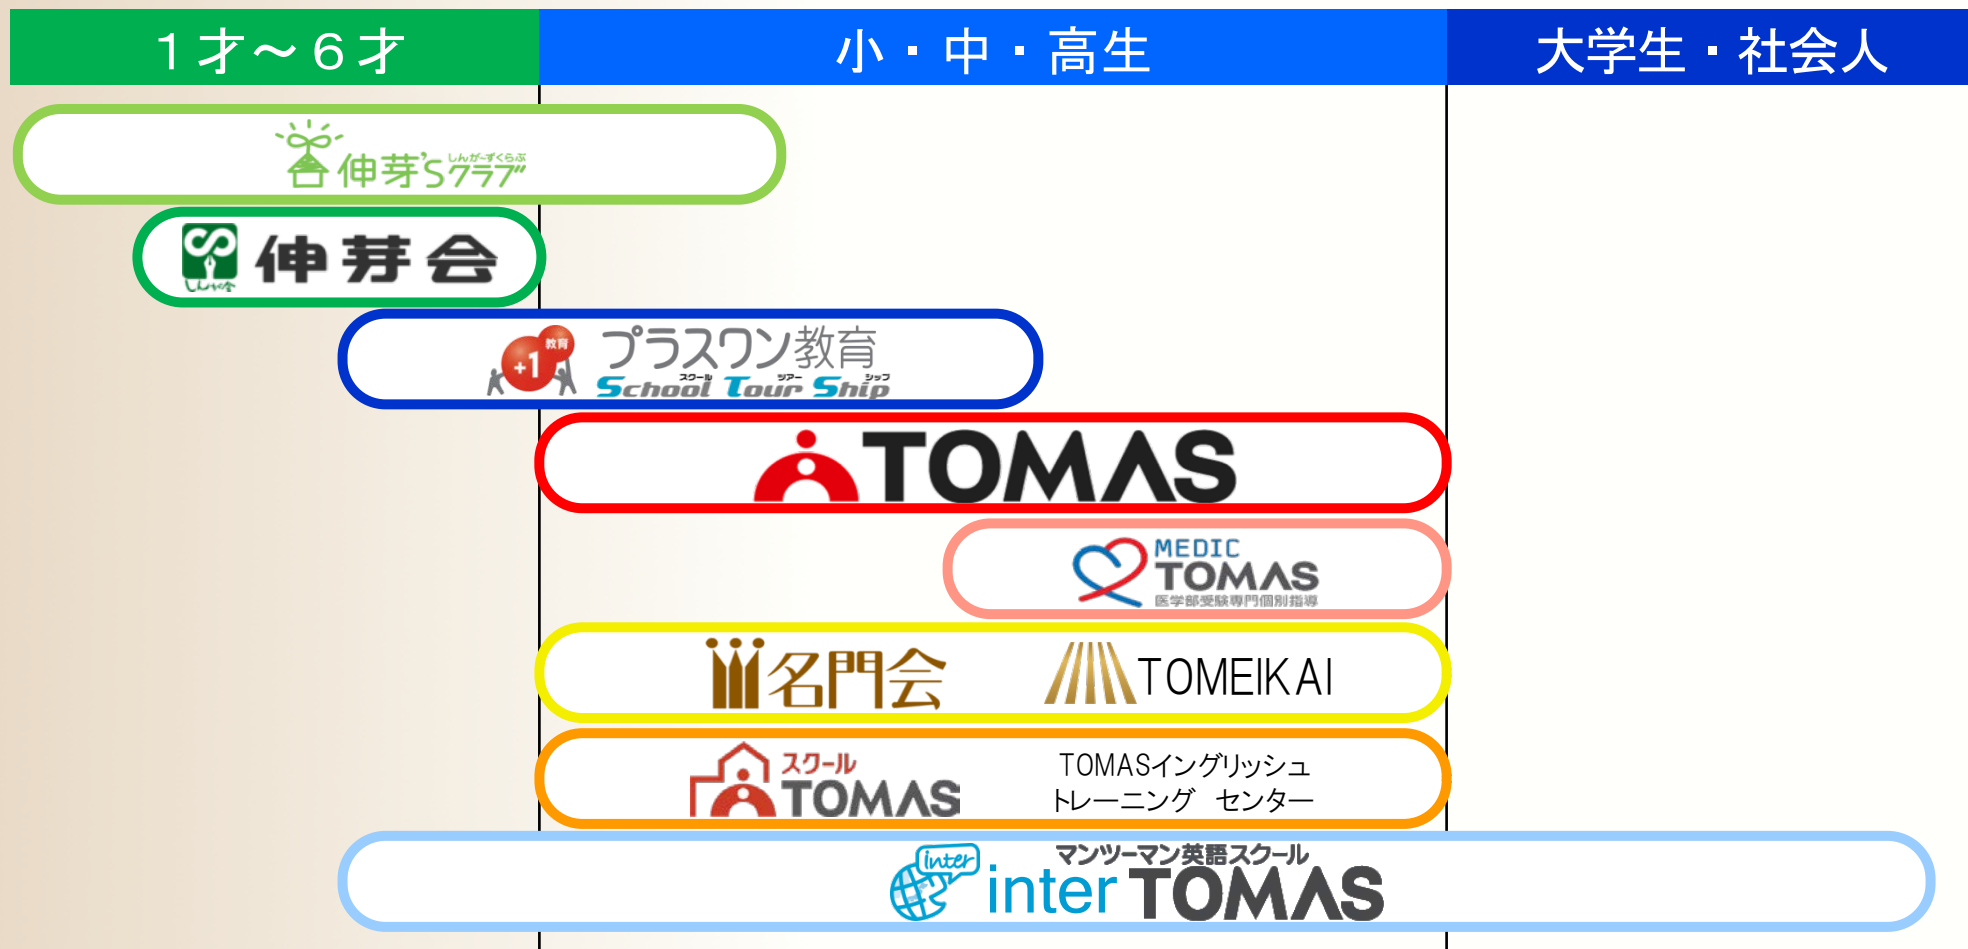 １才～６才
小・中・高生
大学生・社会人
しんが～ずくらぶ
伸芽'Sクラブ
伸芽会
しんが会
教育
+1
プラスワン教育
スクール ツアー シップ
School Tour Ship
TOMAS
MEDIC
TOMAS
医学部受験専門個別指導
名門会
TOMEIKAI
スクール
TOMAS
TOMASイングリッシュ
トレーニング センター
マンツーマン英語スクール
inter
inter TOMAS